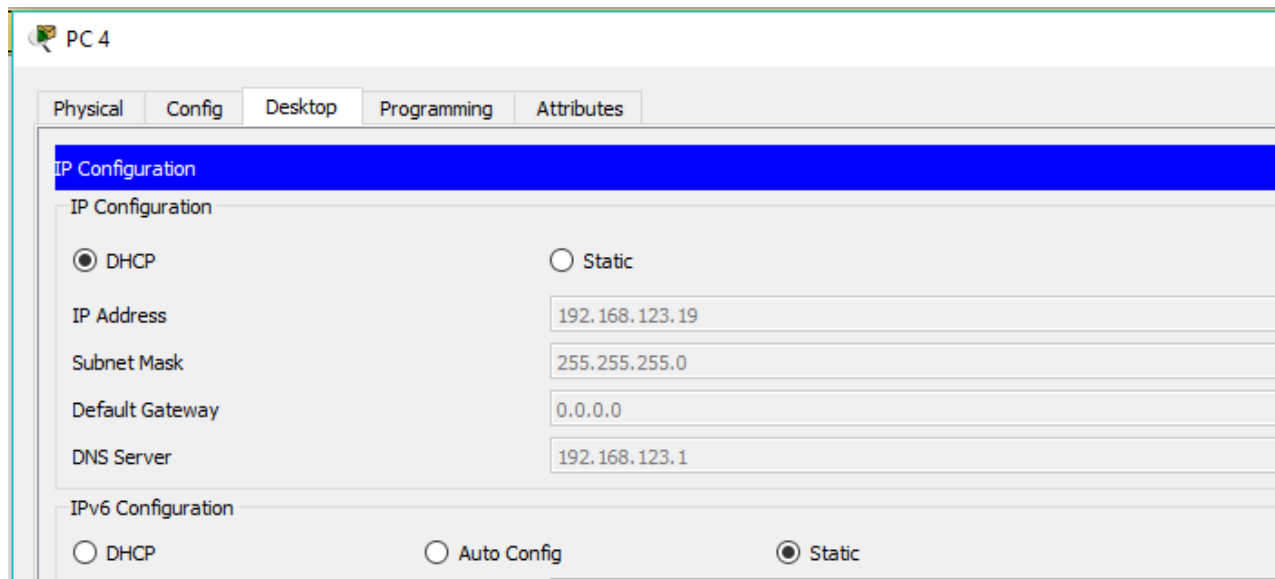 PC 4
Physical Config Desktop Programming Attributes
IP Configuration
IP Configuration
DHCP Static
IP Address 192.168.123.19
Subnet Mask 255.255.255.0
Default Gateway 0.0.0.0
DNS Server 192.168.123.1
IPv6 Configuration
DHCP Auto Config Static